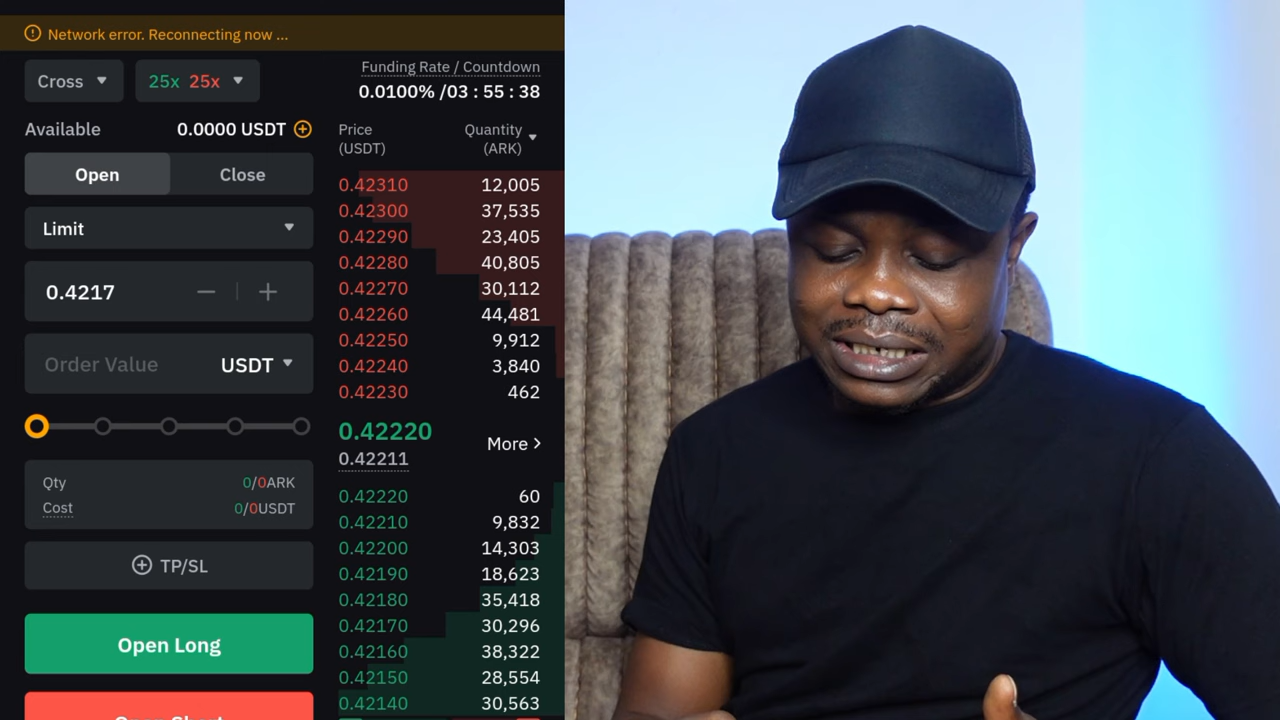 Network error. Reconnecting now ...
Cross
25x 25x
Funding Rate / Countdown
0.0100% /03 : 55 : 38
Available 0.0000 USDT
Open Close
Limit
0.4217
Order Value USDT
Qty 0/0ARK
Cost 0/0USDT
TP/SL
Open Long
Open Short
Price Quantity
(USDT) (ARK)
0.42310 12,005
0.42300 37,535
0.42290 23,405
0.42280 40,805
0.42270 30,112
0.42260 44,481
0.42250 9,912
0.42240 3,840
0.42230 462
0.42220
0.42211
More
0.42220 60
0.42210 9,832
0.42200 14,303
0.42190 18,623
0.42180 35,418
0.42170 30,296
0.42160 38,322
0.42150 28,554
0.42140 30,563